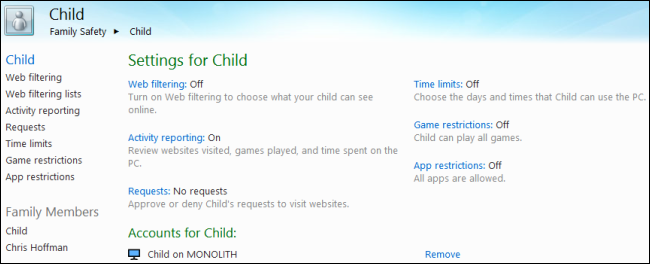 Child
Family Safety ► Child
Child
Web filtering
Web filtering lists
Activity reporting
Requests
Time limits
Game restrictions
App restrictions
Family Members
Child
Chris Hoffman
Settings for Child
Web filtering: Off
Turn on Web filtering to choose what your child can see
online.
Activity reporting: On
Review websites visited, games played, and time spent on the
PC.
Requests: No requests
Approve or deny Child's requests to visit websites.
Time limits: Off
Choose the days and times that Child can use the PC.
Game restrictions: Off
Child can play all games.
App restrictions: Off
All apps are allowed.
Accounts for Child:
Child on MONOLITH Remove